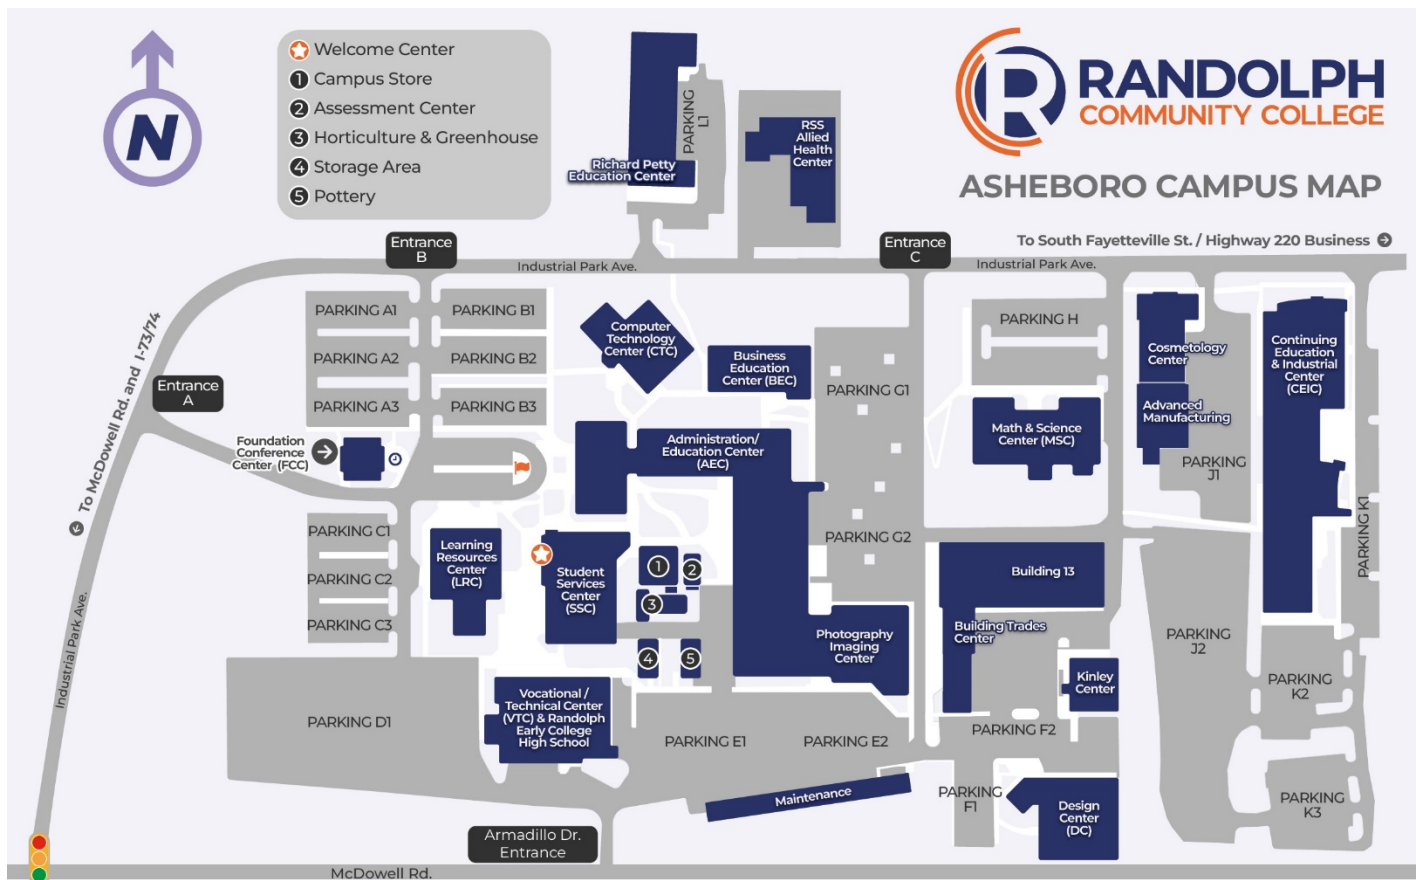 N
Welcome Center
1 Campus Store
2 Assessment Center
3 Horticulture & Greenhouse
4 Storage Area
5 Pottery
R
RANDOLPH
COMMUNITY COLLEGE
ASHEBORO CAMPUS MAP
To South Fayetteville St. / Highway 220 Business
PARKING
L1
Richard Petty
Education Center
RSS
Allied
Health
Center
Entrance
B
Entrance
C
Industrial Park Ave.
Industrial Park Ave.
To McDowell Rd. and I-73/74
Entrance
A
PARKING A1
PARKING B1
PARKING A2
PARKING B2
PARKING A3
PARKING B3
Computer
Technology
Center (CTC)
Business
Education
Center (BEC)
PARKING G1
PARKING H
Cosmetology
Center
Continuing
Education
& Industrial
Center
(CEIC)
Advanced
Manufacturing
Math & Science
Center (MSC)
Foundation
Conference
Center (FCC)
Administration/
Education Center
(AEC)
PARKING
J1
PARKING K1
PARKING C1
PARKING C2
PARKING C3
Learning
Resources
Center
(LRC)
Student
Services
Center
(SSC)
1
2
3
4
5
PARKING G2
Building 13
Building Trades
Center
Photography
Imaging
Center
Kinley
Center
PARKING
J2
PARKING
K2
Industrial Park Ave.
PARKING D1
Vocational /
Technical Center
(VTC) & Randolph
Early College
High School
PARKING E1
PARKING E2
PARKING F2
Maintenance
PARKING
F1
Design
Center
(DC)
PARKING
K3
Armadillo Dr.
Entrance
McDowell Rd.